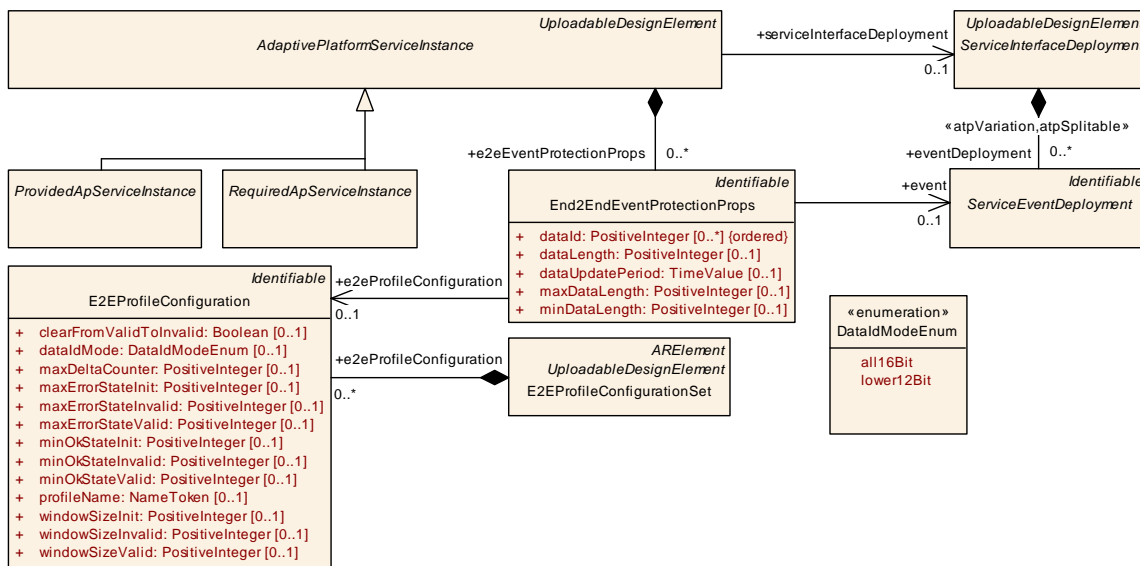 UploadableDesignElement
AdaptivePlatformServiceInstance
+serviceInterfaceDeployment
0..1
UploadableDesignElement
ServiceInterfaceDeployment
«atpVariation,atpSplitable»
+eventDeployment
0..*
+e2eEventProtectionProps
0..*
ProvidedApServiceInstance
RequiredApServiceInstance
Identifiable
End2EndEventProtectionProps
+ dataId: PositiveInteger [0..*] {ordered}
+ dataLength: PositiveInteger [0..1]
+ dataUpdatePeriod: TimeValue [0..1]
+ maxDataLength: PositiveInteger [0..1]
+ minDataLength: PositiveInteger [0..1]
+event
0..1
Identifiable
ServiceEventDeployment
Identifiable
E2EProfileConfiguration
+ clearFromValidToInvalid: Boolean [0..1]
+ dataIdMode: DataIdModeEnum [0..1]
+ maxDeltaCounter: PositiveInteger [0..1]
+ maxErrorStateInit: PositiveInteger [0..1]
+ maxErrorStateInvalid: PositiveInteger [0..1]
+ maxErrorStateValid: PositiveInteger [0..1]
+ minOkStateInit: PositiveInteger [0..1]
+ minOkStateInvalid: PositiveInteger [0..1]
+ minOkStateValid: PositiveInteger [0..1]
+ profileName: NameToken [0..1]
+ windowSizeInit: PositiveInteger [0..1]
+ windowSizeInvalid: PositiveInteger [0..1]
+ windowSizeValid: PositiveInteger [0..1]
+e2eProfileConfiguration
0..1
+e2eProfileConfiguration
0..*
ARElement
UploadableDesignElement
E2EProfileConfigurationSet
«enumeration»
DataIdModeEnum
all16Bit
lower12Bit